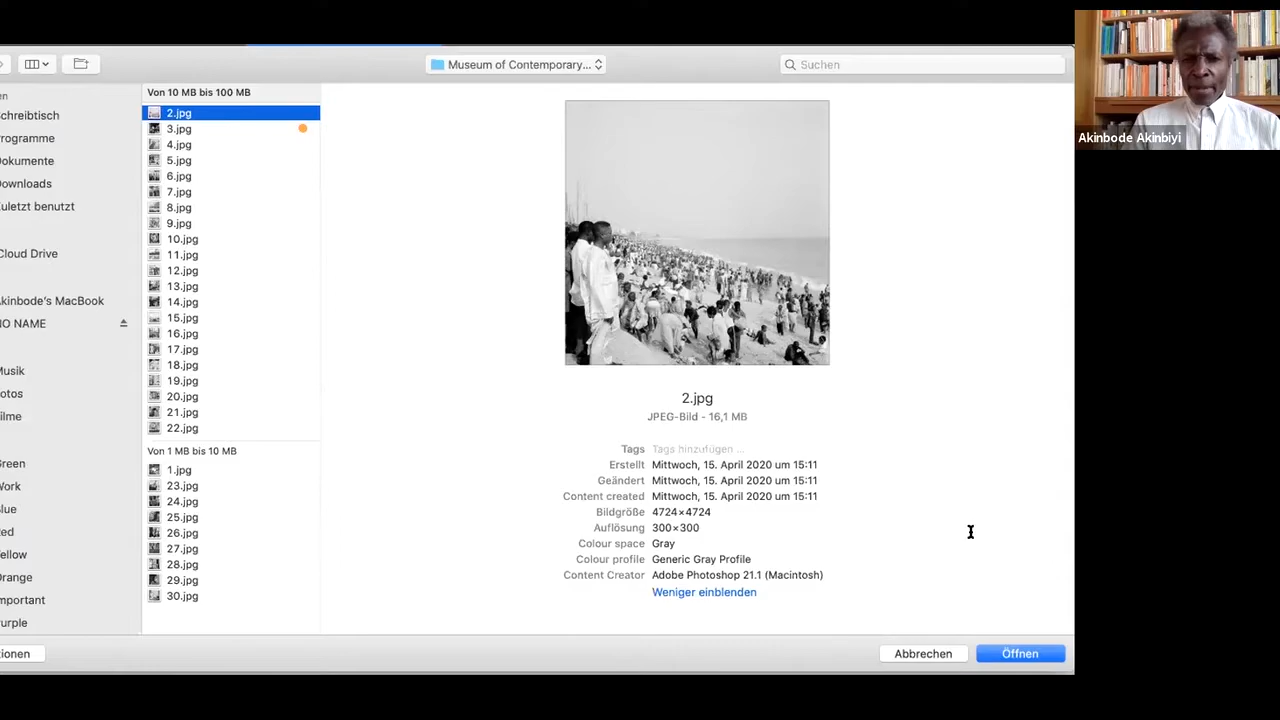 Museum of Contemporary...
Suchen
en
chreibtisch
rogramme
okumente
ownloads
uletzt benutzt
Cloud Drive
kinbode's MacBook
NO NAME
Musik
otos
ilme
Green
Work
lue
ed
ellow
Orange
mportant
urple
ionen
Von 10 MB bis 100 MB
2.jpg
3.jpg
4.jpg
5.jpg
6.jpg
7.jpg
8.jpg
9.jpg
10.jpg
11.jpg
12.jpg
13.jpg
14.jpg
15.jpg
16.jpg
17.jpg
18.jpg
19.jpg
20.jpg
21.jpg
22.jpg
Von 1 MB bis 10 MB
1.jpg
23.jpg
24.jpg
25.jpg
26.jpg
27.jpg
28.jpg
29.jpg
30.jpg
2.jpg
JPEG-Bild - 16,1 MB
Tags Tags hinzufügen ...
Erstellt Mittwoch, 15. April 2020 um 15:11
Geändert Mittwoch, 15. April 2020 um 15:11
Content created Mittwoch, 15. April 2020 um 15:11
Bildgröße 4724×4724
Auflösung 300×300
Colour space Gray
Colour profile Generic Gray Profile
Content Creator Adobe Photoshop 21.1 (Macintosh)
Weniger einblenden
Abbrechen
Öffnen
Akinbode Akinbiyi